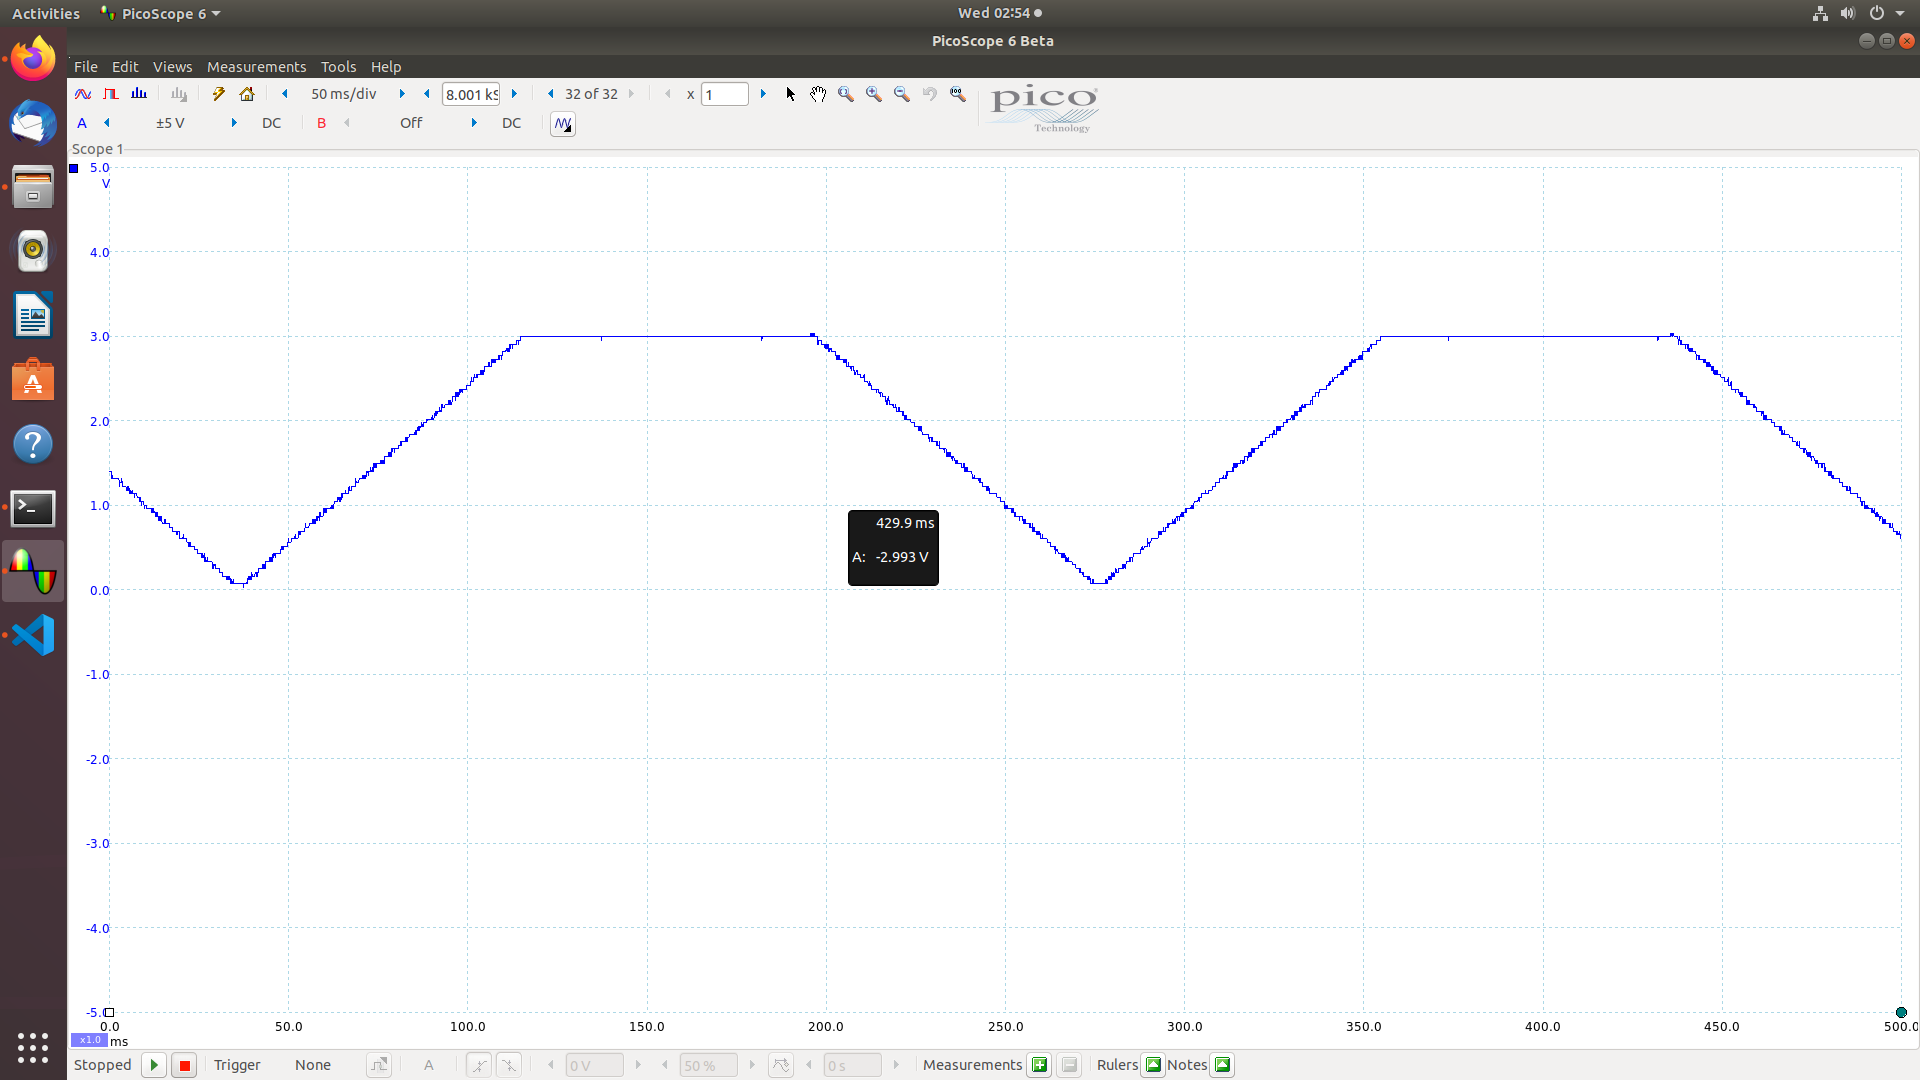 Activities PicoScope 6 Wed 02:54
PicoScope 6 Beta
File Edit Views Measurements Tools Help
50 ms/div 8.001 kS 32 of 32 x 1
pico
Technology
A ±5 V DC B Off DC
Scope 1
5.0
V
4.0
3.0
2.0
1.0
0.0
-1.0
-2.0
-3.0
-4.0
-5.0
429.9 ms
A: -2.993 V
0.0 50.0 100.0 150.0 200.0 250.0 300.0 350.0 400.0 450.0 500.0
x1.0 ms
Stopped Trigger None A 0 V 50 % 0 s Measurements Rulers Notes